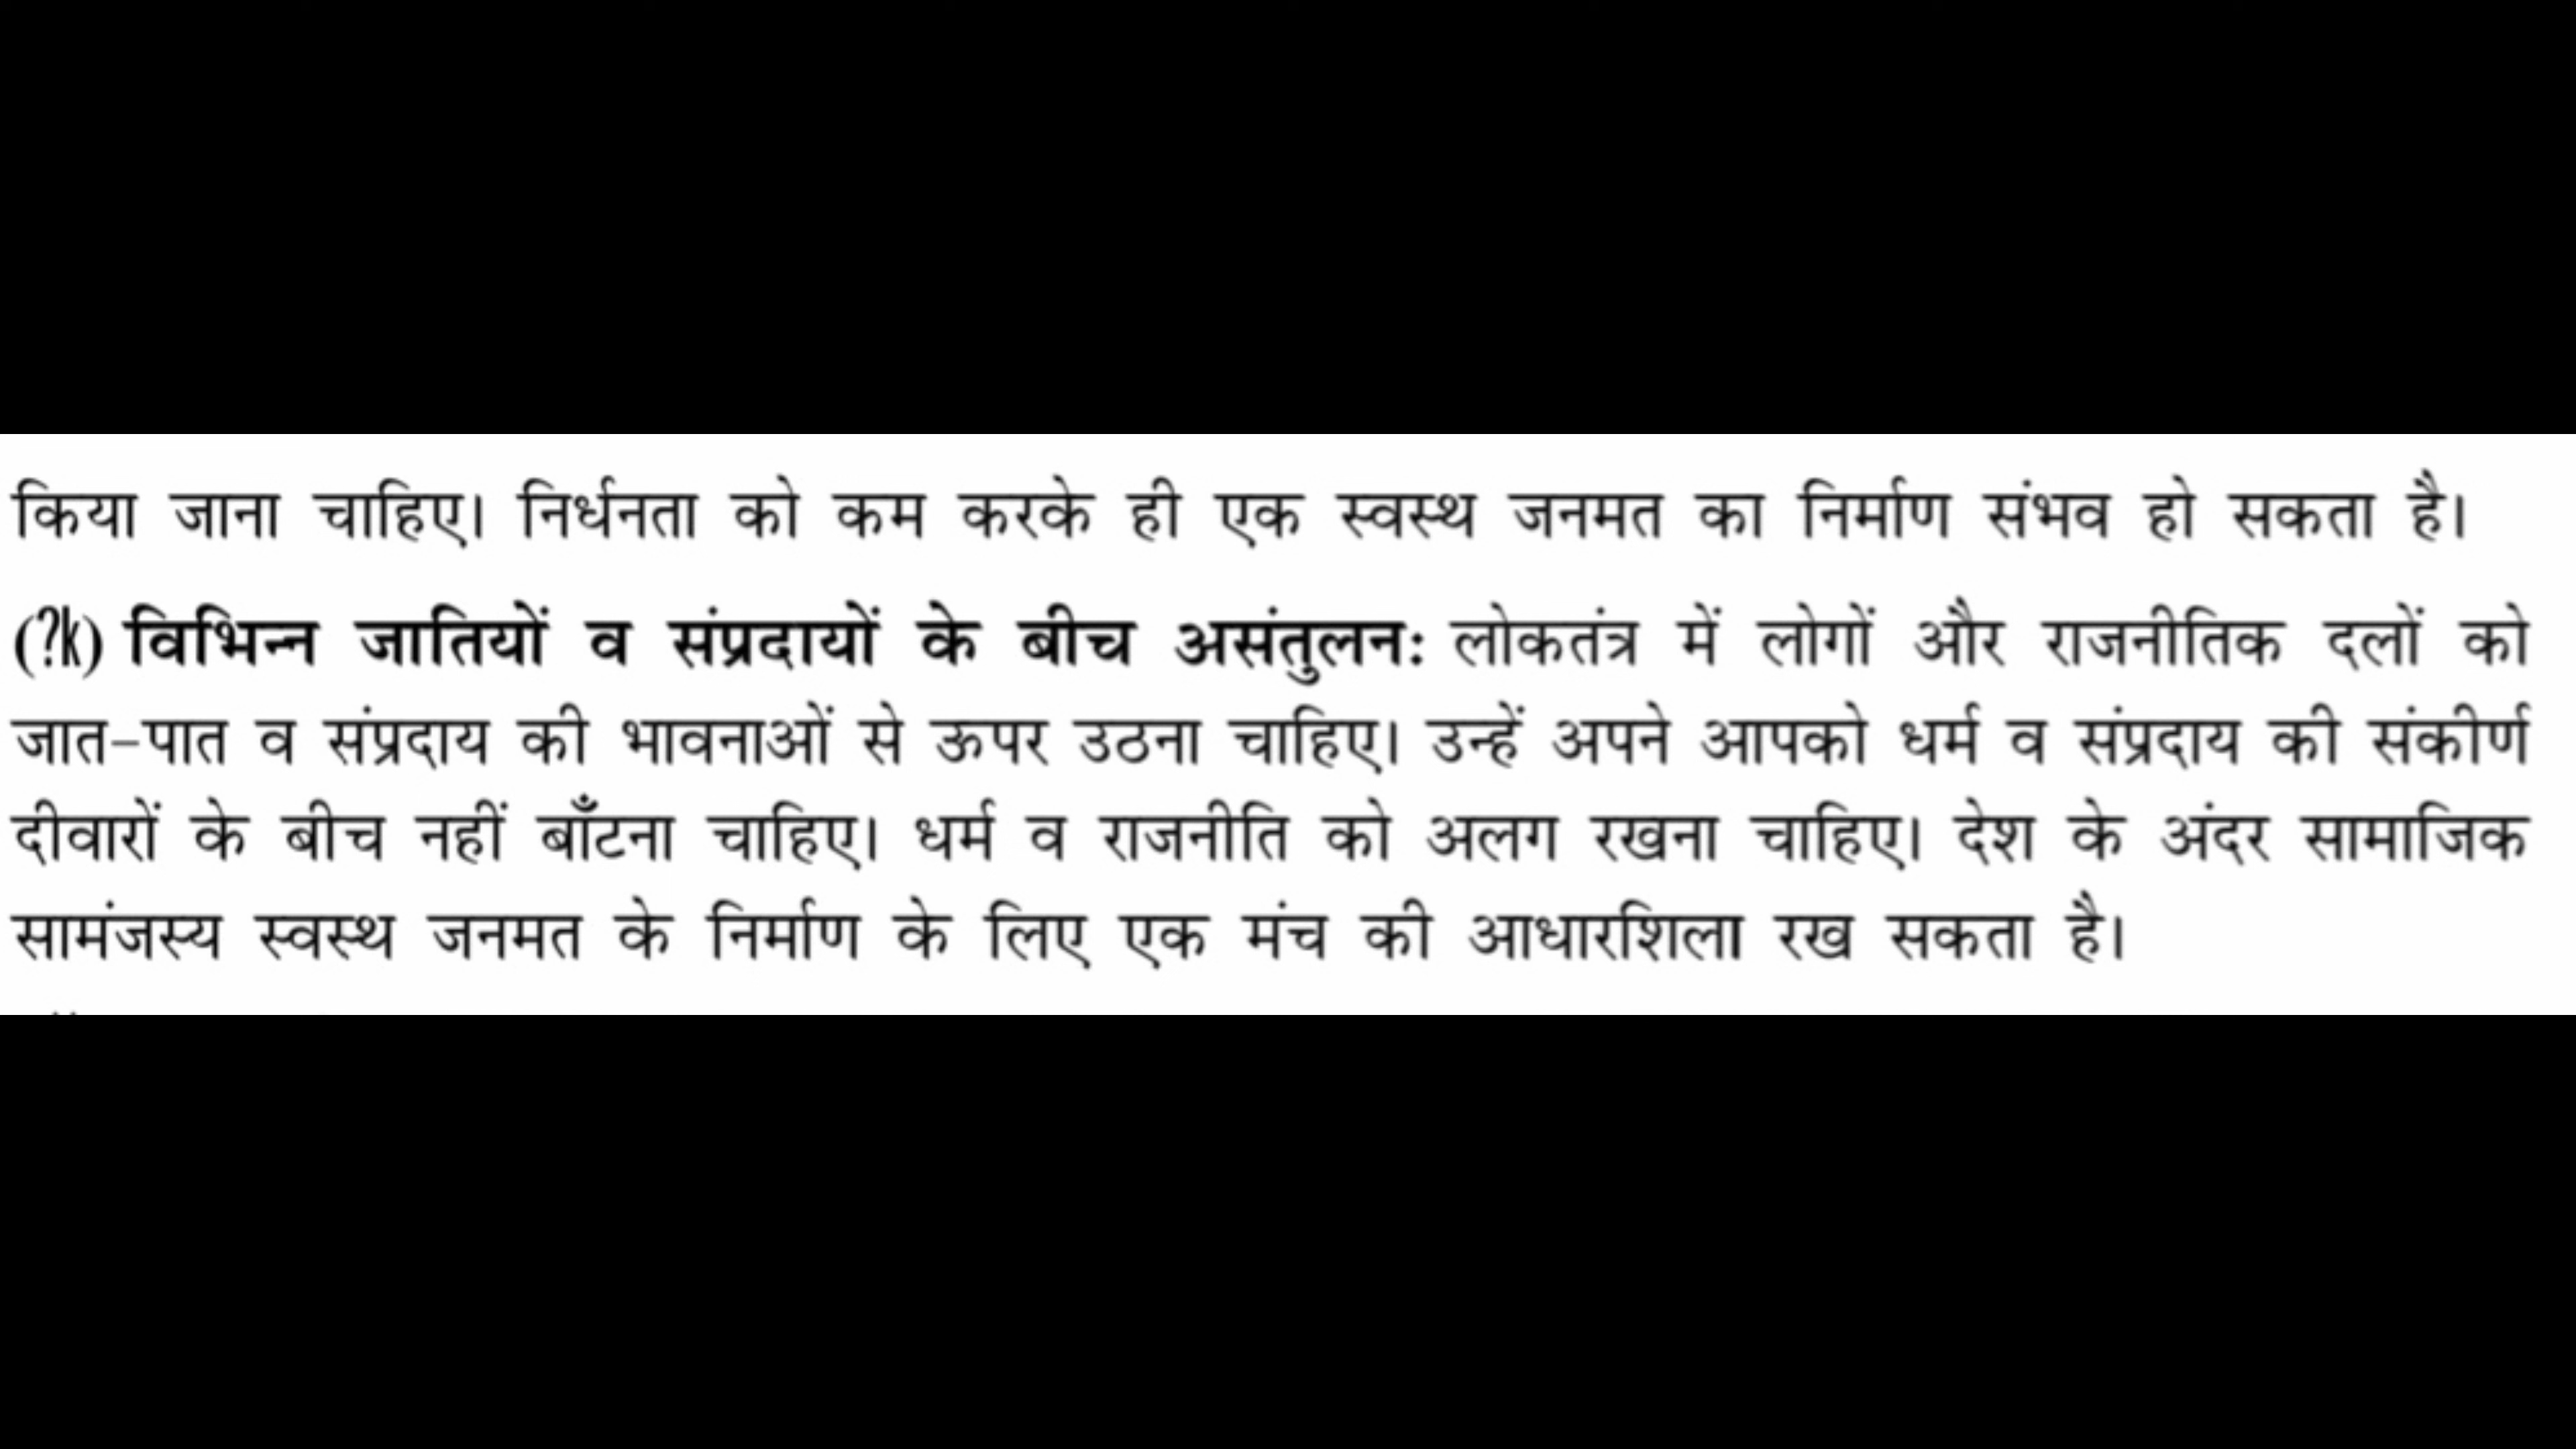 किया जाना चाहिए। निर्धनता को कम करके ही एक स्वस्थ जनमत का निर्माण संभव हो सकता है।
(?k) विभिन्न जातियों व संप्रदायों के बीच असंतुलनः लोकतंत्र में लोगों और राजनीतिक दलों को
जात-पात व संप्रदाय की भावनाओं से ऊपर उठना चाहिए। उन्हें अपने आपको धर्म व संप्रदाय की संकीर्ण
दीवारों के बीच नहीं बाँटना चाहिए। धर्म व राजनीति को अलग रखना चाहिए। देश के अंदर सामाजिक
सामंजस्य स्वस्थ जनमत के निर्माण के लिए एक मंच की आधारशिला रख सकता है।